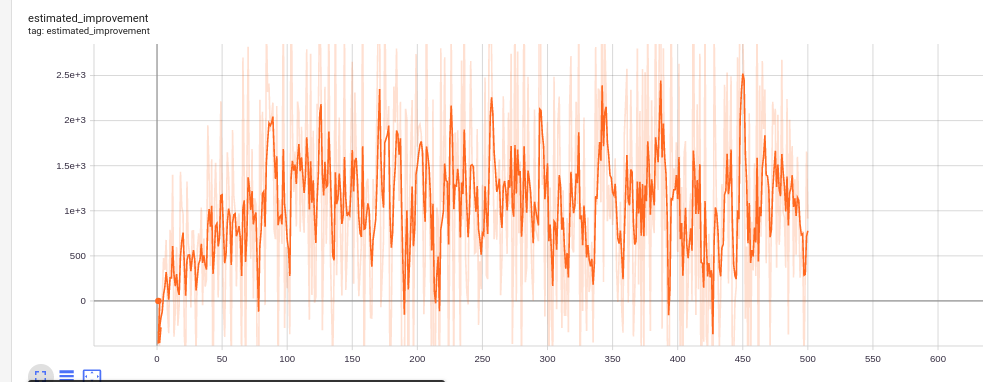 estimated_improvement
tag: estimated_improvement
2.5e+3
2e+3
1.5e+3
1e+3
500
0
0 50 100 150 200 250 300 350 400 450 500 550 600